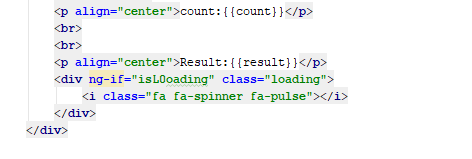 <p align="center">count:{{count}}</p>
<br>
<br>
<p align="center">Result:{{result}}</p>
<div ng-if="isL0oading" class="loading">
<i class="fa fa-spinner fa-pulse"></i>
</div>
</div>